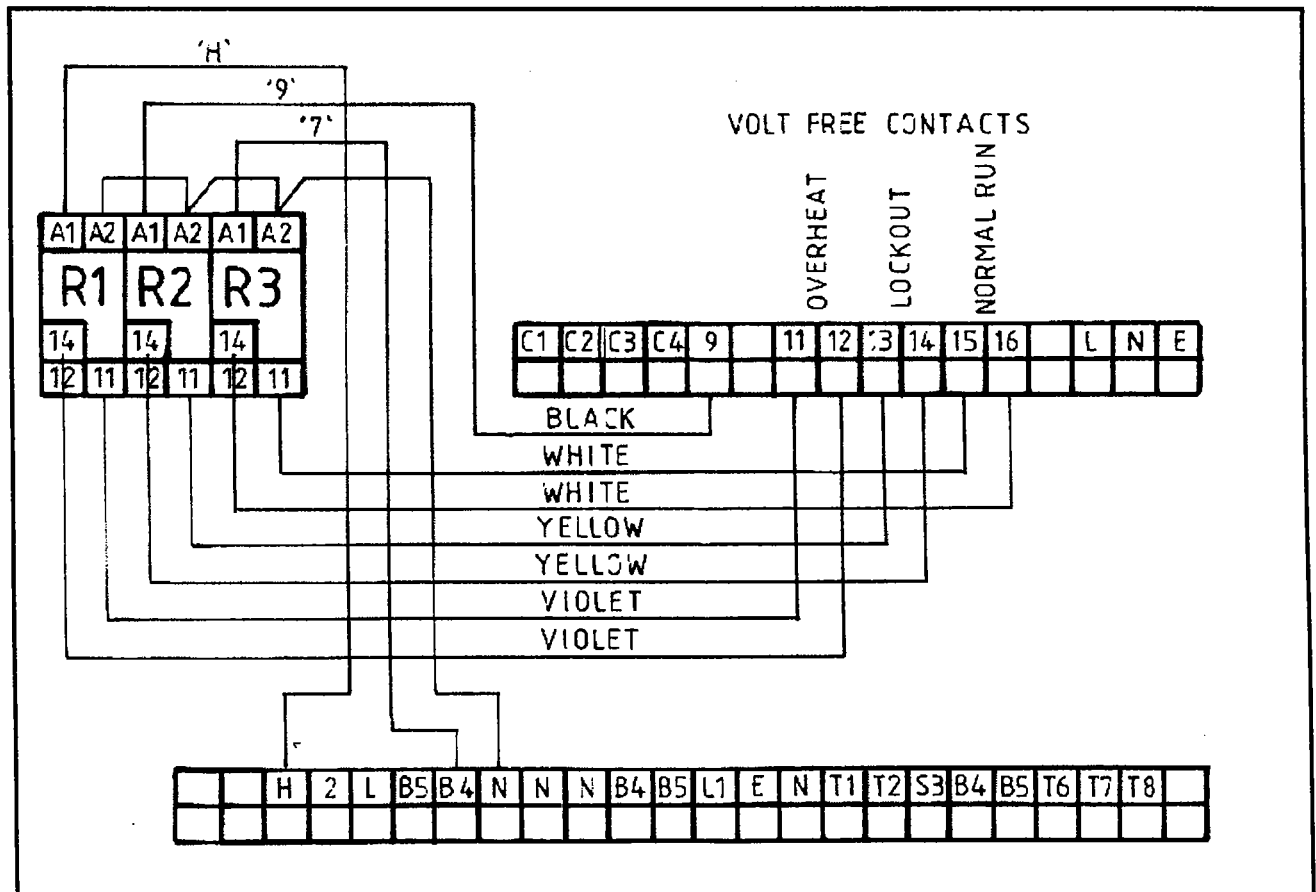 'H'
'9'
'7'
VOLT FREE CONTACTS
OVERHEAT
LOCKOUT
NORMAL RUN
A1 A2 A1 A2 A1 A2
R1 R2 R3
14 14 14
12 11 12 11 12 11
C1 C2 C3 C4 9 11 12 13 14 15 16 L N E
BLACK
WHITE
WHITE
YELLOW
YELLOW
VIOLET
VIOLET
H 2 L B5 B4 N N N B4 B5 L1 E N T1 T2 S3 B4 B5 T6 T7 T8